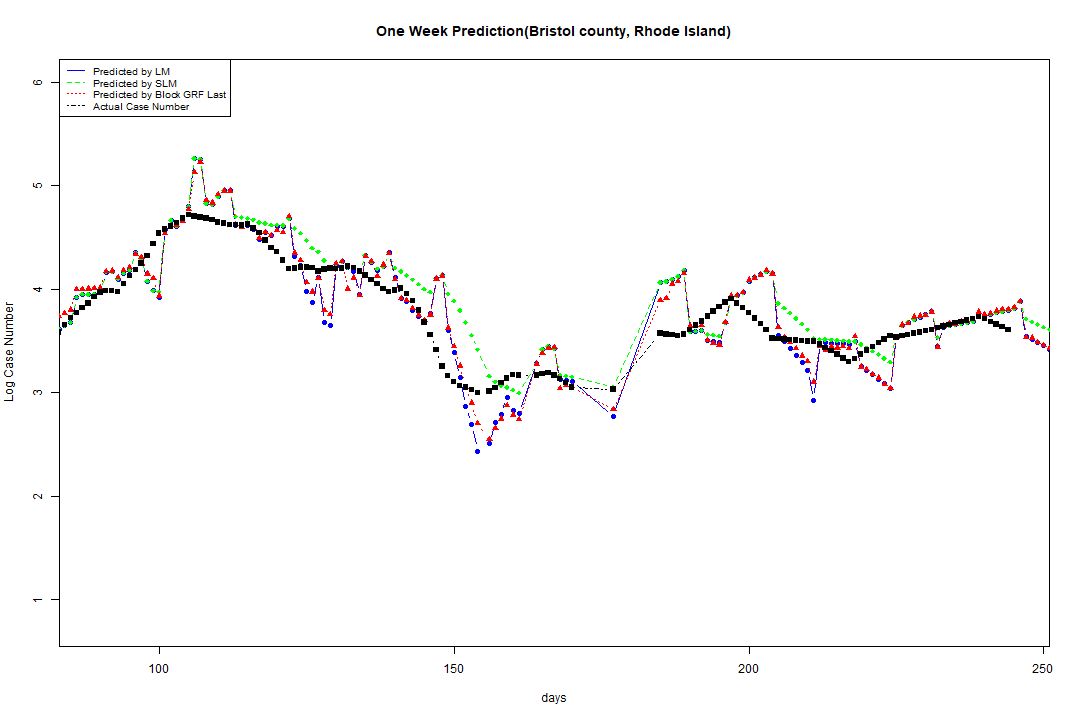 One Week Prediction(Bristol county, Rhode Island)
Predicted by LM
Predicted by SLM
Predicted by Block GRF Last
Actual Case Number
Log Case Number
6
5
4
3
2
1
100
150
200
250
days